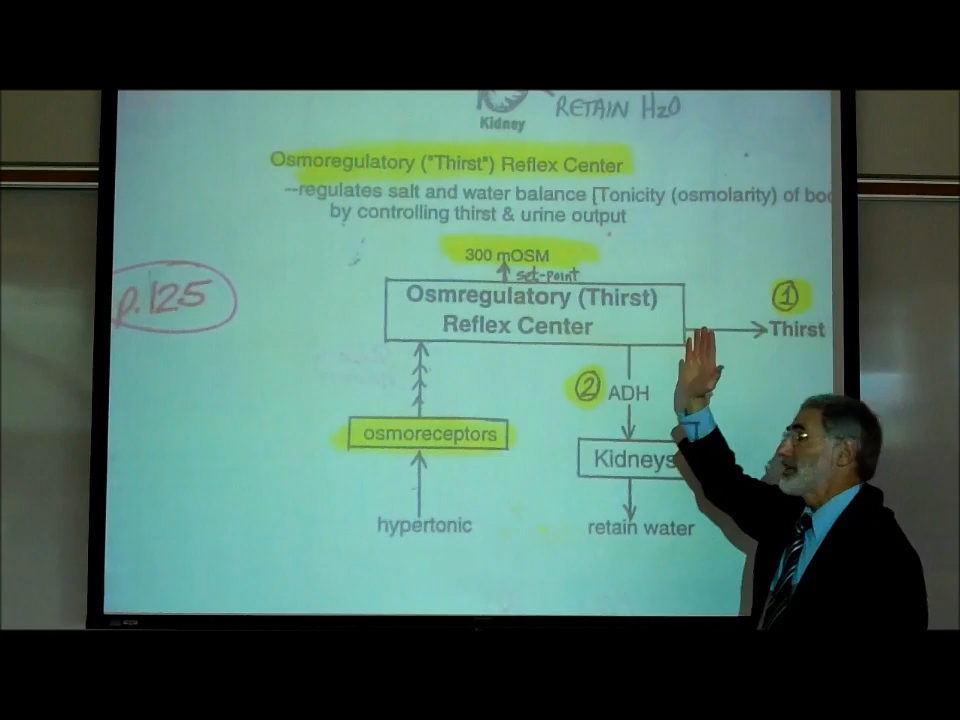 RETAIN H2O
Kidney
Osmoregulatory ("Thirst") Reflex Center
--regulates salt and water balance [Tonicity (osmolarity) of
by controlling thirst & urine output
300 mOSM
set-point
p.125
Osmregulatory (Thirst)
Reflex Center
1
Thirst
2 ADH
osmoreceptors
Kidneys
hypertonic
retain water